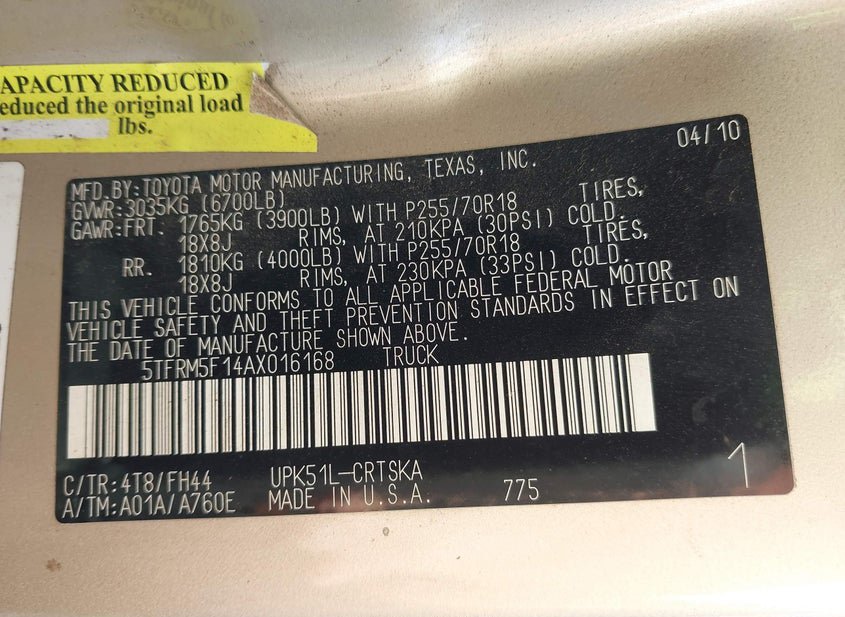 APACITY REDUCED
educed the original load
lbs.
04/10
MFD.BY:TOYOTA MOTOR MANUFACTURING, TEXAS, INC.
GVWR:3035KG (6700LB)
GAWR:FRT. 1765KG (3900LB) WITH P255/70R18 TIRES,
18X8J RIMS, AT 210KPA (30PSI) COLD.
RR. 1810KG (4000LB) WITH P255/70R18 TIRES,
18X8J RIMS, AT 230KPA (33PSI) COLD.
THIS VEHICLE CONFORMS TO ALL APPLICABLE FEDERAL MOTOR
VEHICLE SAFETY AND THEFT PREVENTION STANDARDS IN EFFECT ON
THE DATE OF MANUFACTURE SHOWN ABOVE.
5TFRM5F14AX016168 TRUCK
C/TR:4T8/FH44 UPK51L-CRTSKA
A/TM:A01A/A760E MADE IN U.S.A. 775
1